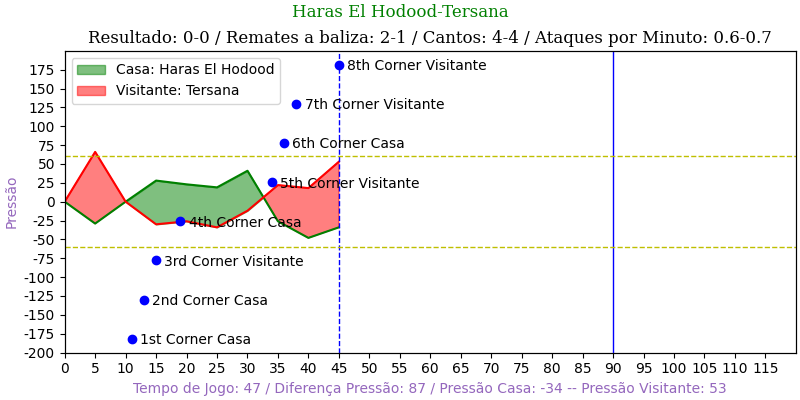 Haras El Hodood-Tersana
Resultado: 0-0 / Remates a baliza: 2-1 / Cantos: 4-4 / Ataques por Minuto: 0.6-0.7
Casa: Haras El Hodood
Visitante: Tersana
8th Corner Visitante
7th Corner Visitante
6th Corner Casa
5th Corner Visitante
4th Corner Casa
3rd Corner Visitante
2nd Corner Casa
1st Corner Casa
Pressão
175
150
125
100
75
50
25
0
-25
-50
-75
-100
-125
-150
-175
-200
0 5 10 15 20 25 30 35 40 45 50 55 60 65 70 75 80 85 90 95 100 105 110 115
Tempo de Jogo: 47 / Diferença Pressão: 87 / Pressão Casa: -34 -- Pressão Visitante: 53